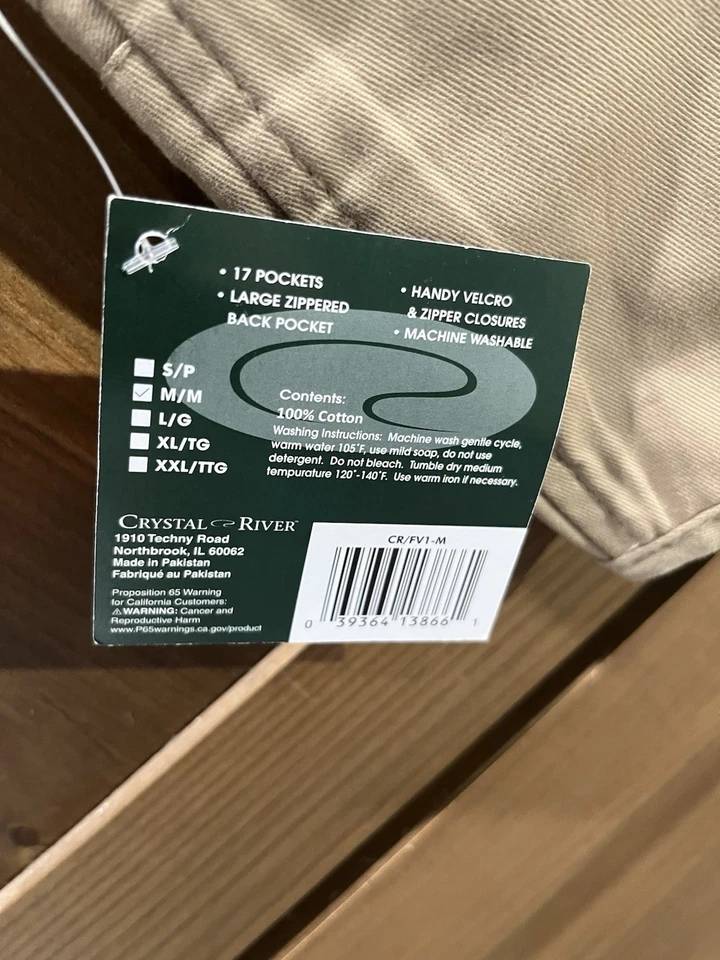 • 17 POCKETS
• LARGE ZIPPERED
BACK POCKET
• HANDY VELCRO
& ZIPPER CLOSURES
• MACHINE WASHABLE
S/P
M/M
L/G
XL/TG
XXL/TTG
Contents:
100% Cotton
Washing Instructions: Machine wash gentle cycle,
warm water 105°F, use mild soap, do not use
detergent. Do not bleach. Tumble dry medium
tempurature 120°-140°F. Use warm iron if necessary.
CRYSTAL RIVER™
1910 Techny Road
Northbrook, IL 60062
Made in Pakistan
Fabriqué au Pakistan
Proposition 65 Warning
for California Customers:
⚠WARNING: Cancer and
Reproductive Harm
www.P65warnings.ca.gov/product
CR/FV1-M
0 39364 13866 1